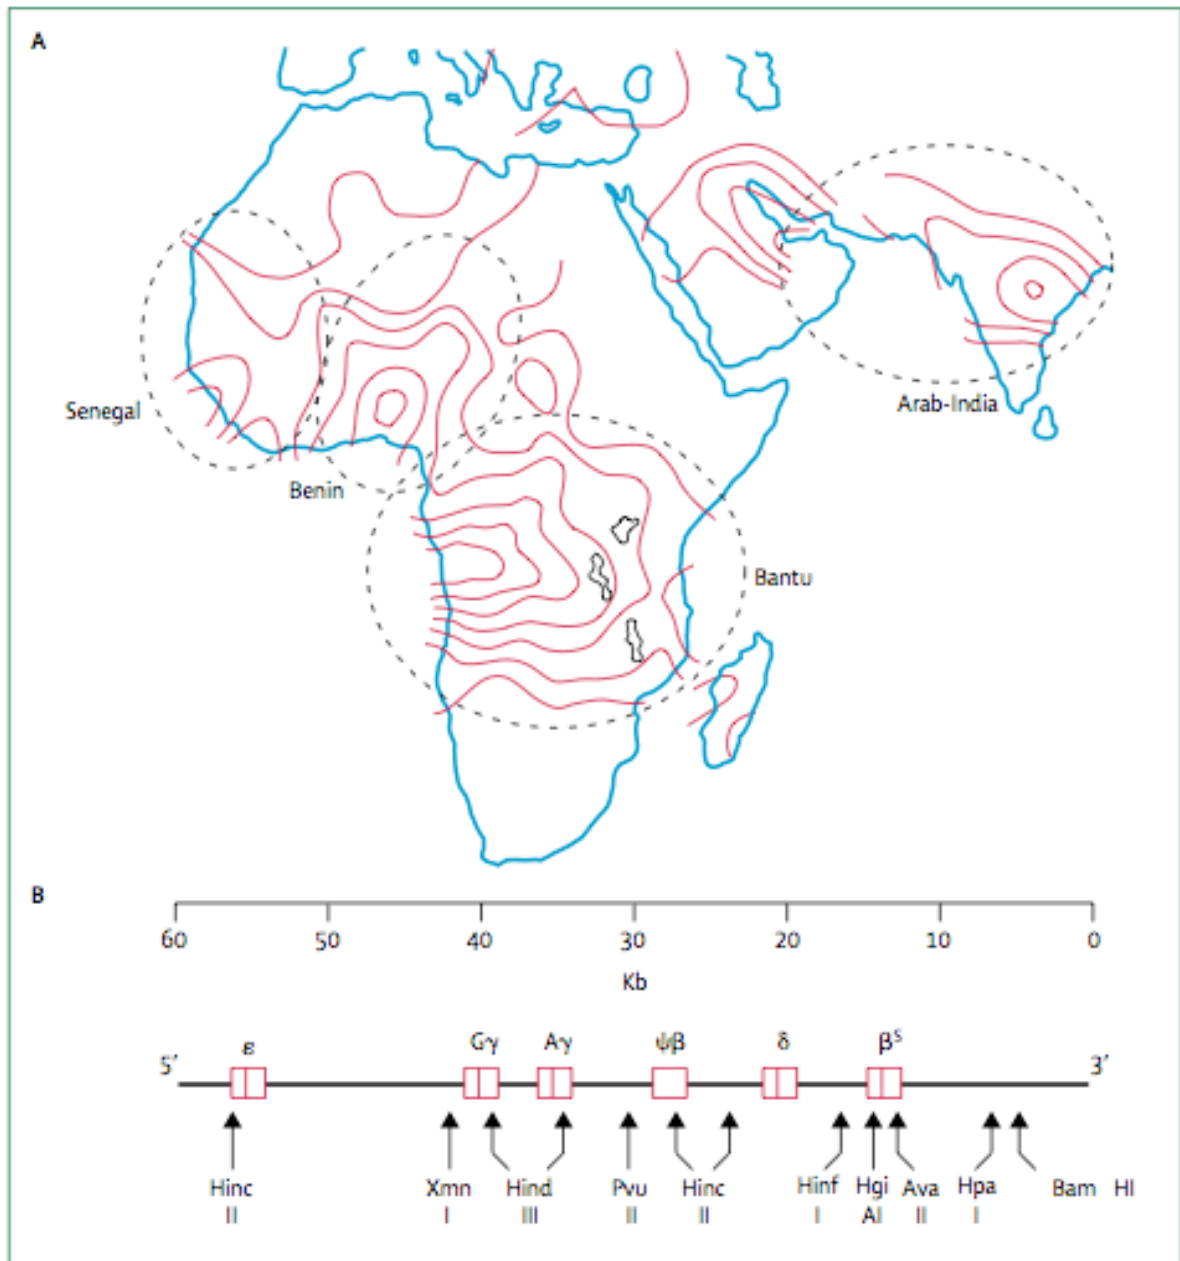 A
Senegal
Benin
Arab-India
Bantu
B
60 50 40 30 20 10 0
Kb
5′ ε Gγ Aγ ψβ δ βS 3′
Hinc Xmn Hind Pvu Hinc Hinf Hgi Ava Hpa Bam HI
II I III II II I AI II I